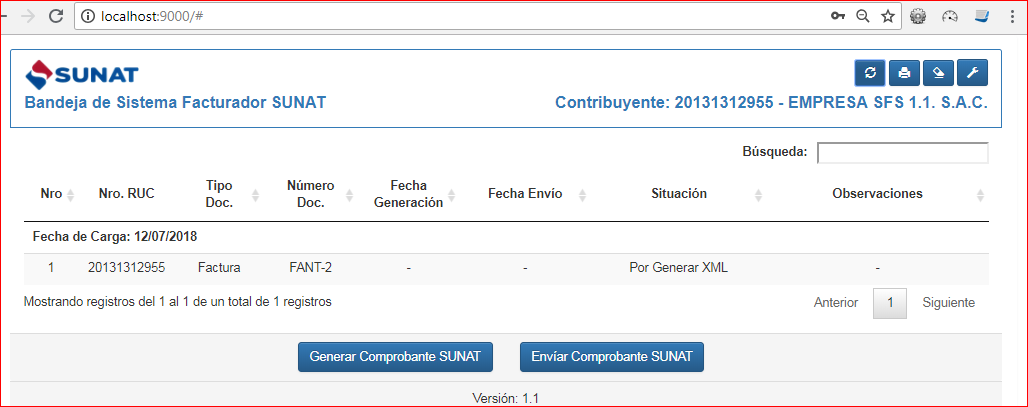 localhost:9000/#
SUNAT
Bandeja de Sistema Facturador SUNAT
Contribuyente: 20131312955 - EMPRESA SFS 1.1. S.A.C.
Búsqueda:
Nro Nro. RUC Tipo Doc. Número Doc. Fecha Generación Fecha Envío Situación Observaciones
Fecha de Carga: 12/07/2018
1 20131312955 Factura FANT-2 - - Por Generar XML -
Mostrando registros del 1 al 1 de un total de 1 registros
Anterior 1 Siguiente
Generar Comprobante SUNAT Envíar Comprobante SUNAT
Versión: 1.1